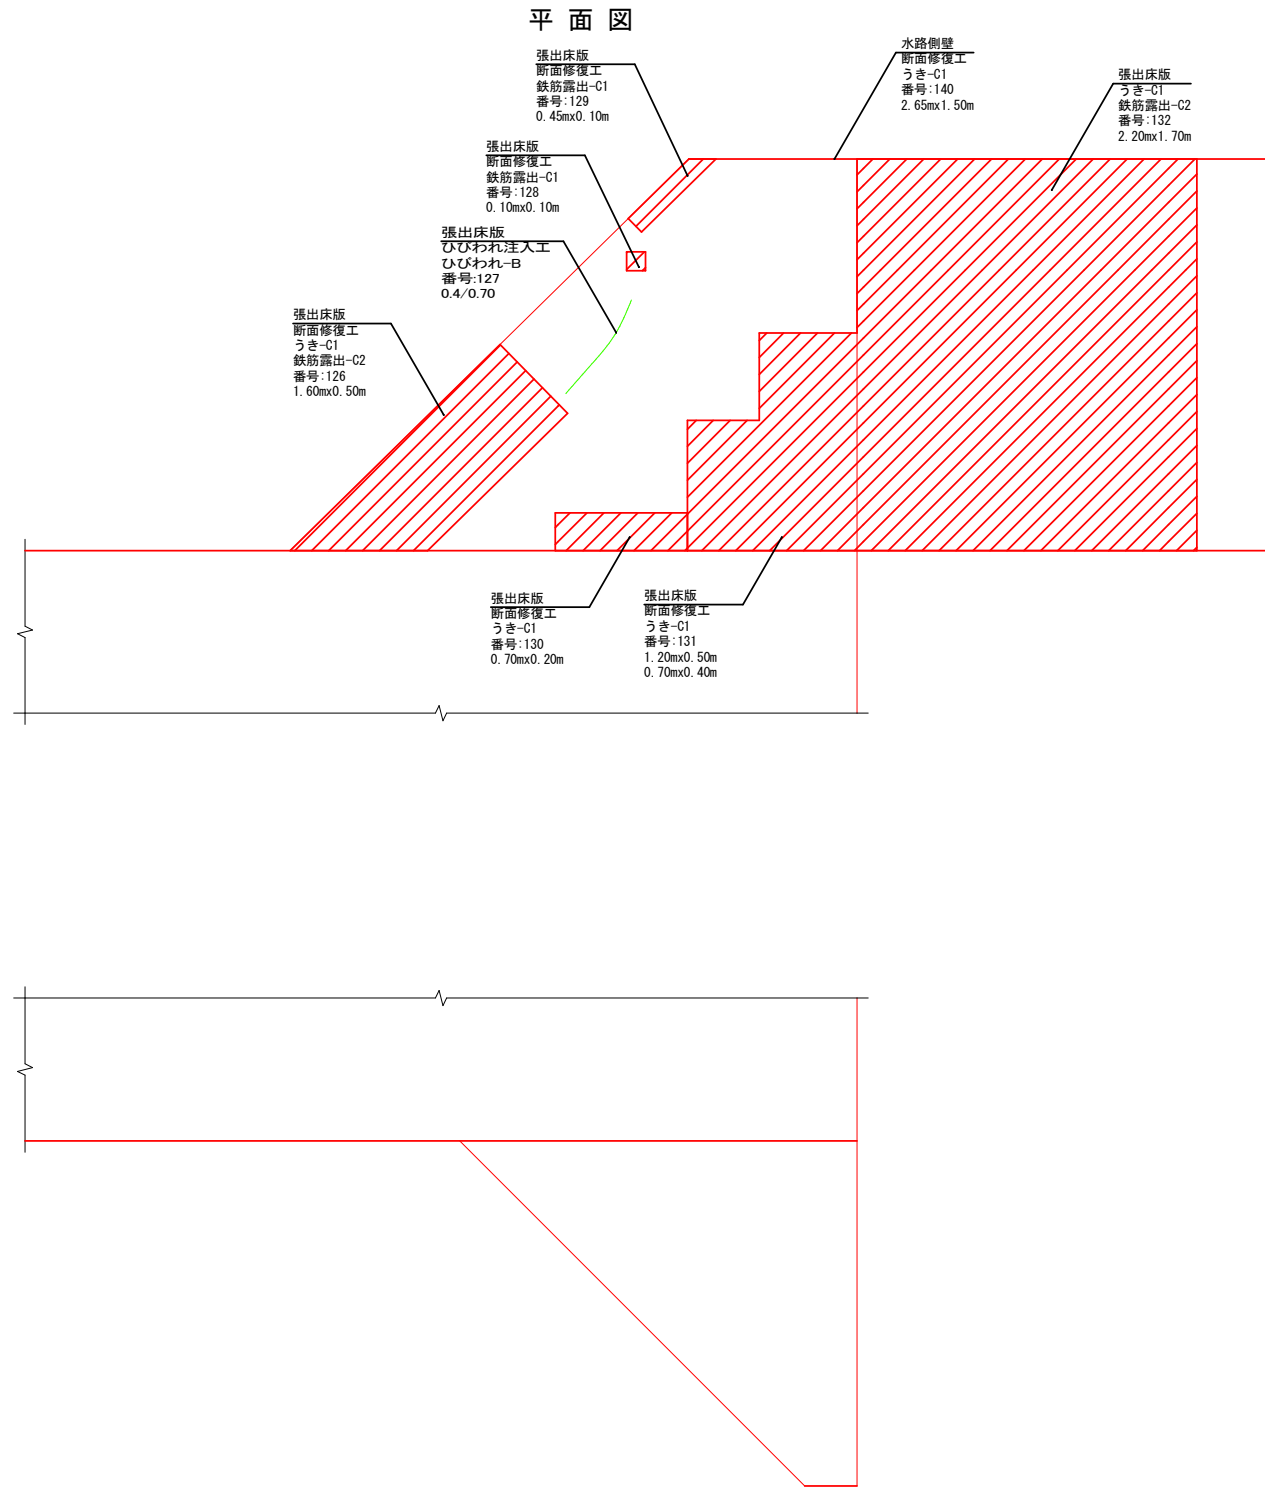 平面図
張出床版
断面修復工
鉄筋露出-C1
番号:129
0.45mx0.10m
水路側壁
断面修復工
うき-C1
番号:140
2.65mx1.50m
張出床版
うき-C1
鉄筋露出-C2
番号:132
2.20mx1.70m
張出床版
断面修復工
鉄筋露出-C1
番号:128
0.10mx0.10m
張出床版
ひびわれ注入工
ひびわれ-B
番号:127
0.4/0.70
張出床版
断面修復工
うき-C1
鉄筋露出-C2
番号:126
1.60mx0.50m
張出床版
断面修復工
うき-C1
番号:130
0.70mx0.20m
張出床版
断面修復工
うき-C1
番号:131
1.20mx0.50m
0.70mx0.40m